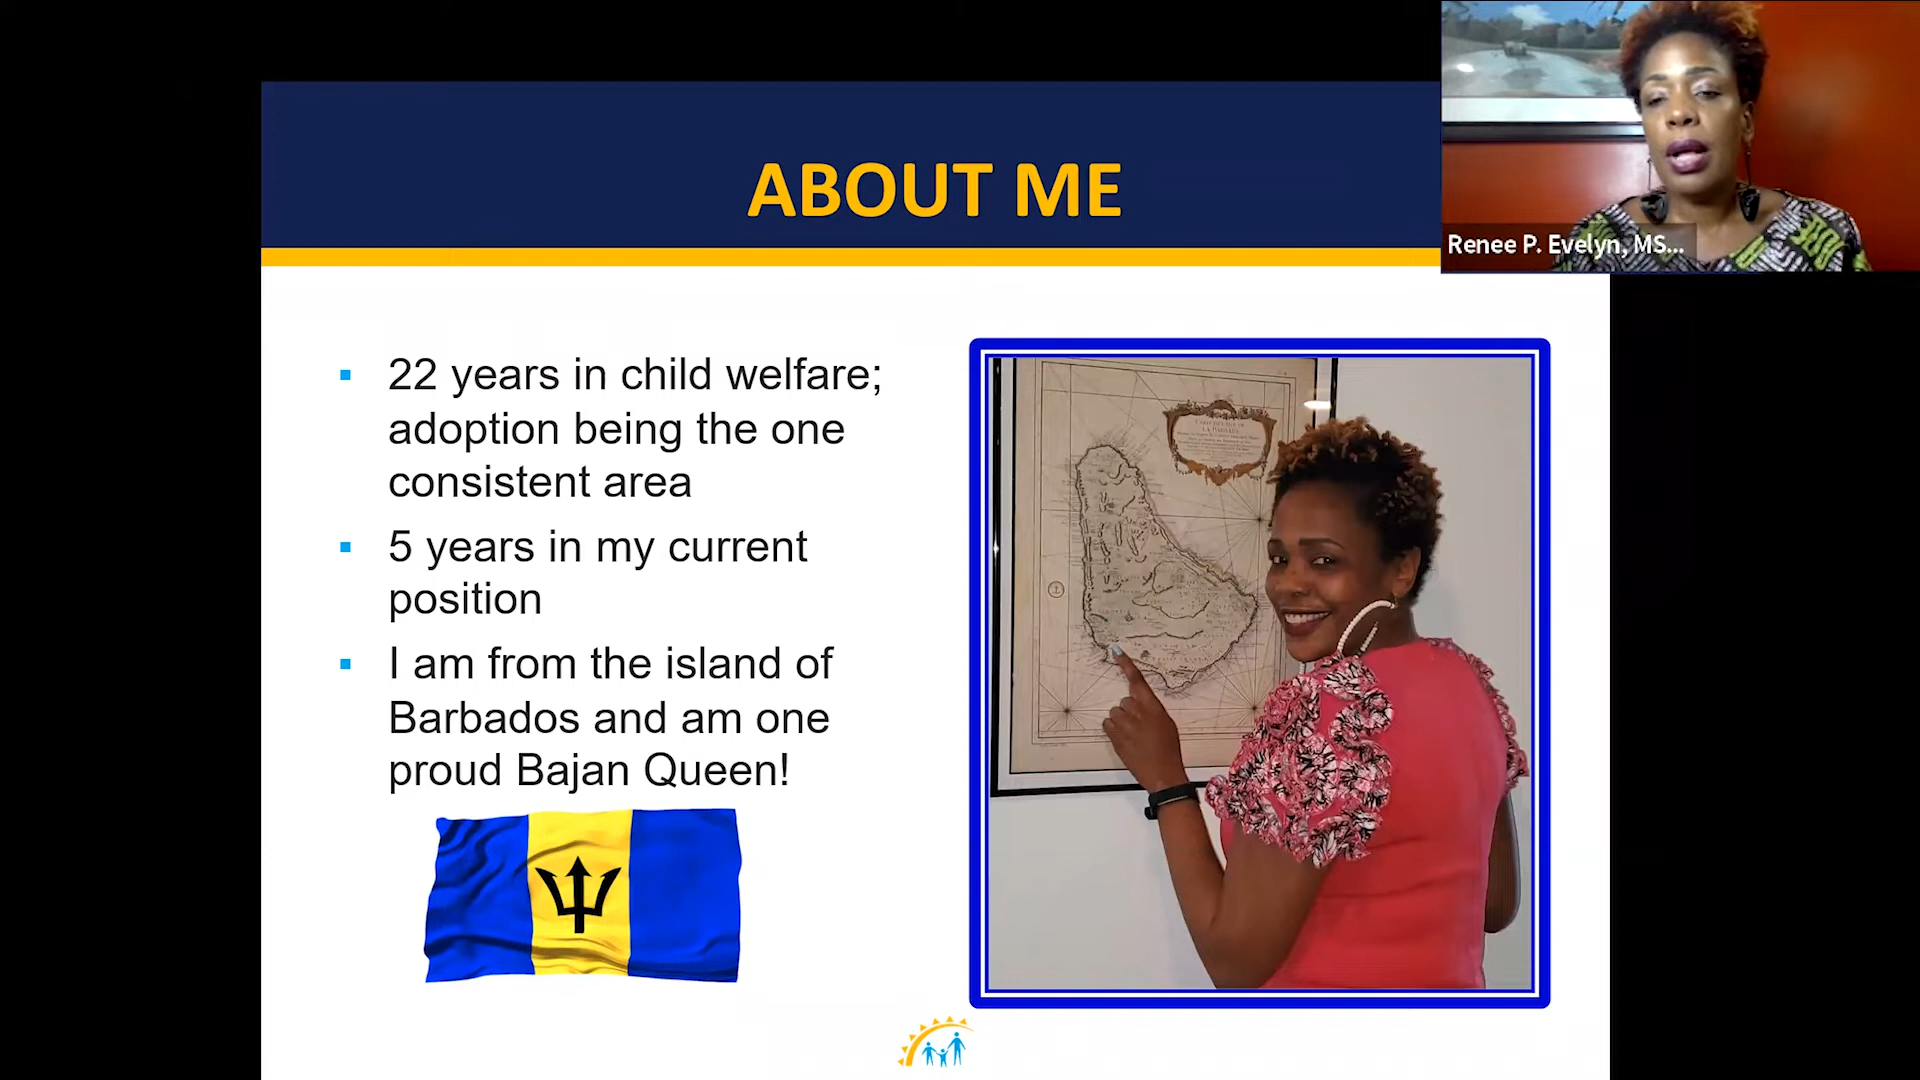 ABOUT ME
Renee P. Evelyn, MS...
22 years in child welfare;
adoption being the one
consistent area
5 years in my current
position
I am from the island of
Barbados and am one
proud Bajan Queen!